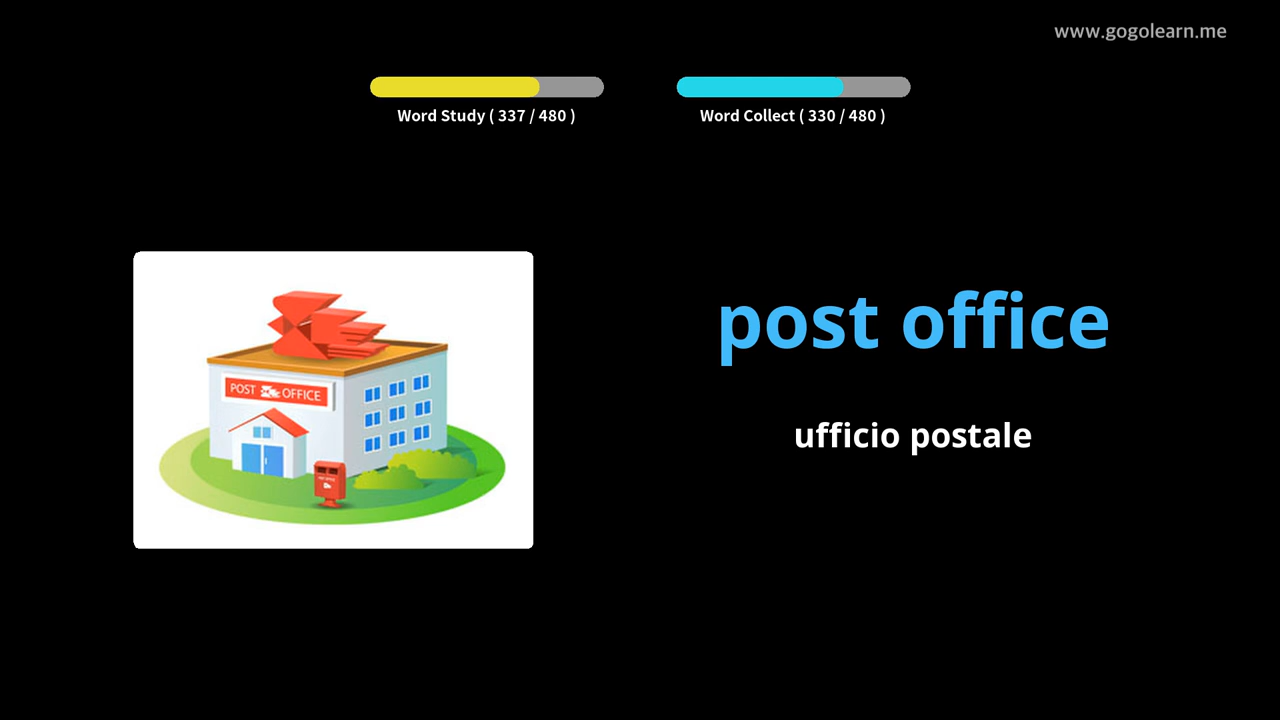 www.gogolearn.me
Word Study ( 337 / 480 )
Word Collect ( 330 / 480 )
post office
POST OFFICE
ufficio postale